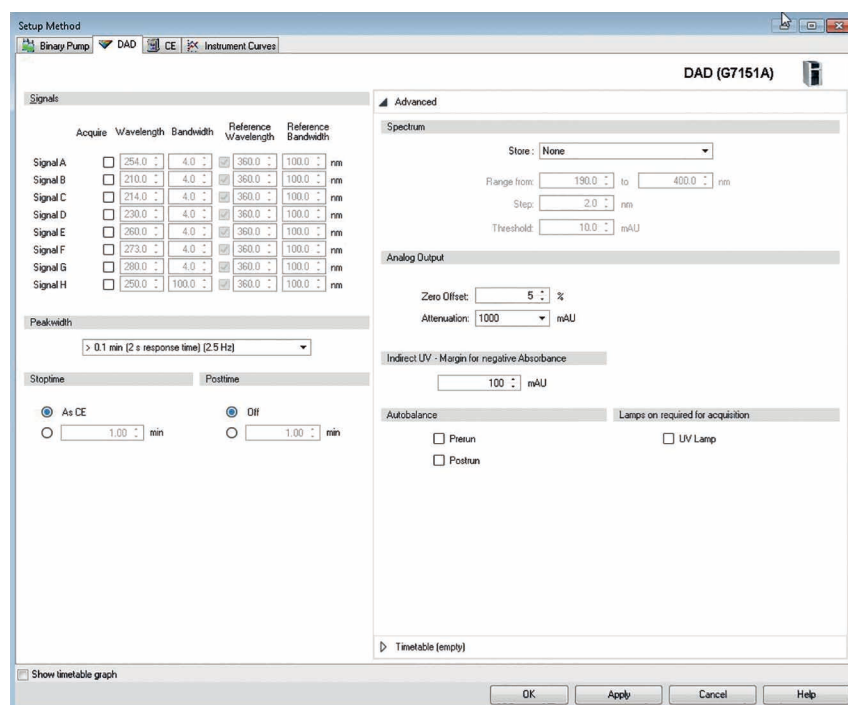 Setup Method
Binary Pump DAD CE Instrument Curves
DAD (G7151A)
Signals
Acquire Wavelength Bandwidth Reference Wavelength Reference Bandwidth
Signal A 254.0 4.0 360.0 100.0 nm
Signal B 210.0 4.0 360.0 100.0 nm
Signal C 214.0 4.0 360.0 100.0 nm
Signal D 230.0 4.0 360.0 100.0 nm
Signal E 260.0 4.0 360.0 100.0 nm
Signal F 273.0 4.0 360.0 100.0 nm
Signal G 280.0 4.0 360.0 100.0 nm
Signal H 250.0 100.0 360.0 100.0 nm
Peakwidth
> 0.1 min (2 s response time) (2.5 Hz)
Stoptime Posttime
As CE Off
1.00 min 1.00 min
Advanced
Spectrum
Store : None
Range from: 190.0 to 400.0 nm
Step: 2.0 nm
Threshold: 10.0 mAU
Analog Output
Zero Offset: 5 %
Attenuation: 1000 mAU
Indirect UV - Margin for negative Absorbance
100 mAU
Autobalance Lamps on required for acquisition
Prerun UV Lamp
Postrun
Timetable (empty)
Show timetable graph
OK Apply Cancel Help